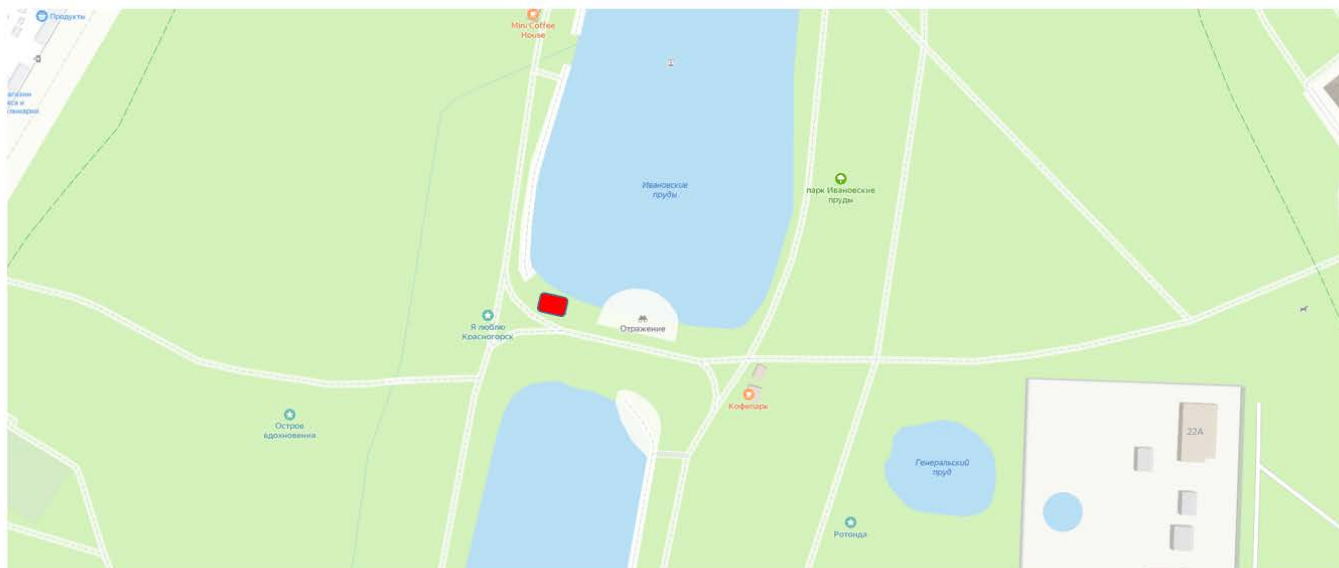 Продукты
Mini Coffee
House
Ивановские
пруды
парк Ивановские
пруды
Я люблю
Красногорск
Отражение
Кофепарк
Остров
вдохновения
22А
Генеральский
пруд
Ротонда